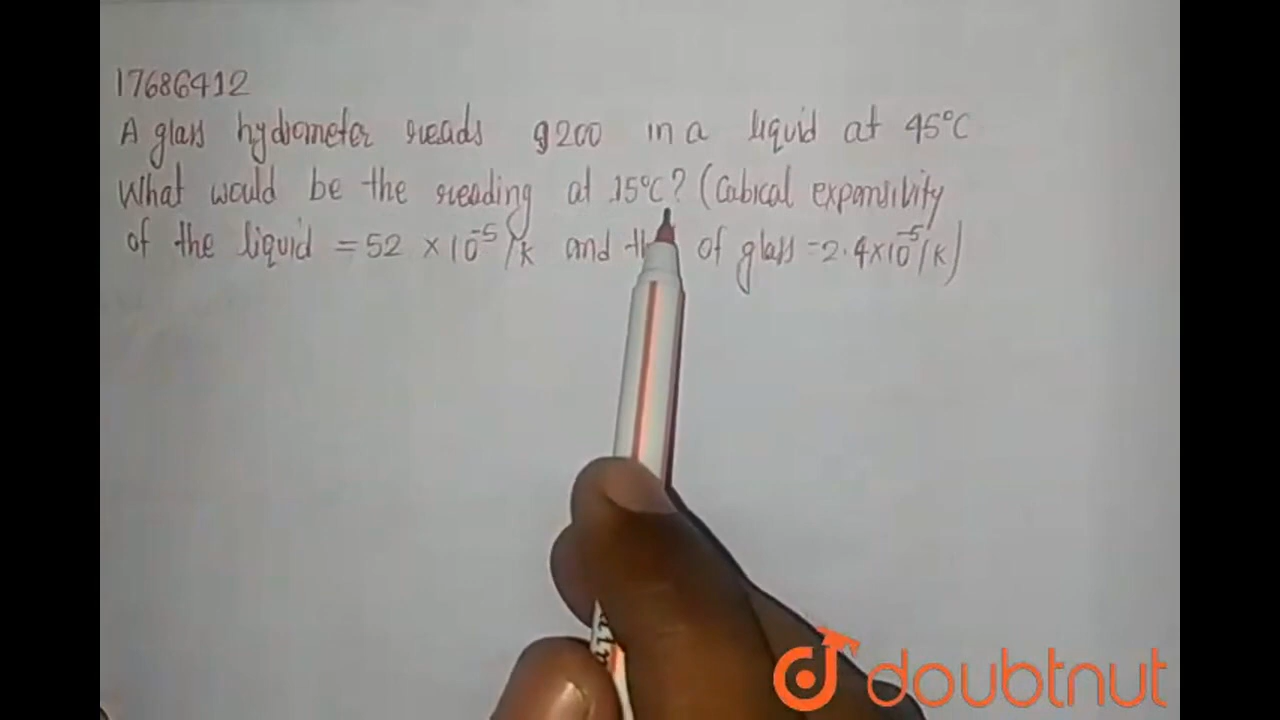 17686412
A glass hydrometer reads 9200 in a liquid at 45°C
What would be the reading at 15°C? (Cubical expansivity
of the liquid = 52 × 10⁻⁵/k and of glass = 2.4×10⁻⁵/k)
doubtnut